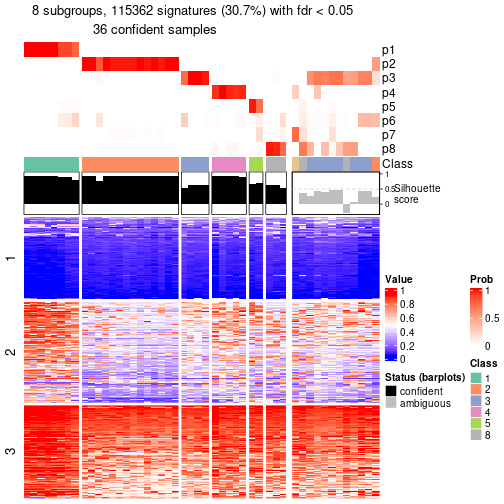 8 subgroups, 115362 signatures (30.7%) with fdr < 0.05
36 confident samples
p1
p2
p3
p4
p5
p6
p7
p8
Class
1
0.5
0
Silhouette
score
1
2
3
Value
1
0.8
0.6
0.4
0.2
0
Prob
1
0.5
0
Status (barplots)
confident
ambiguous
Class
1
2
3
4
5
8